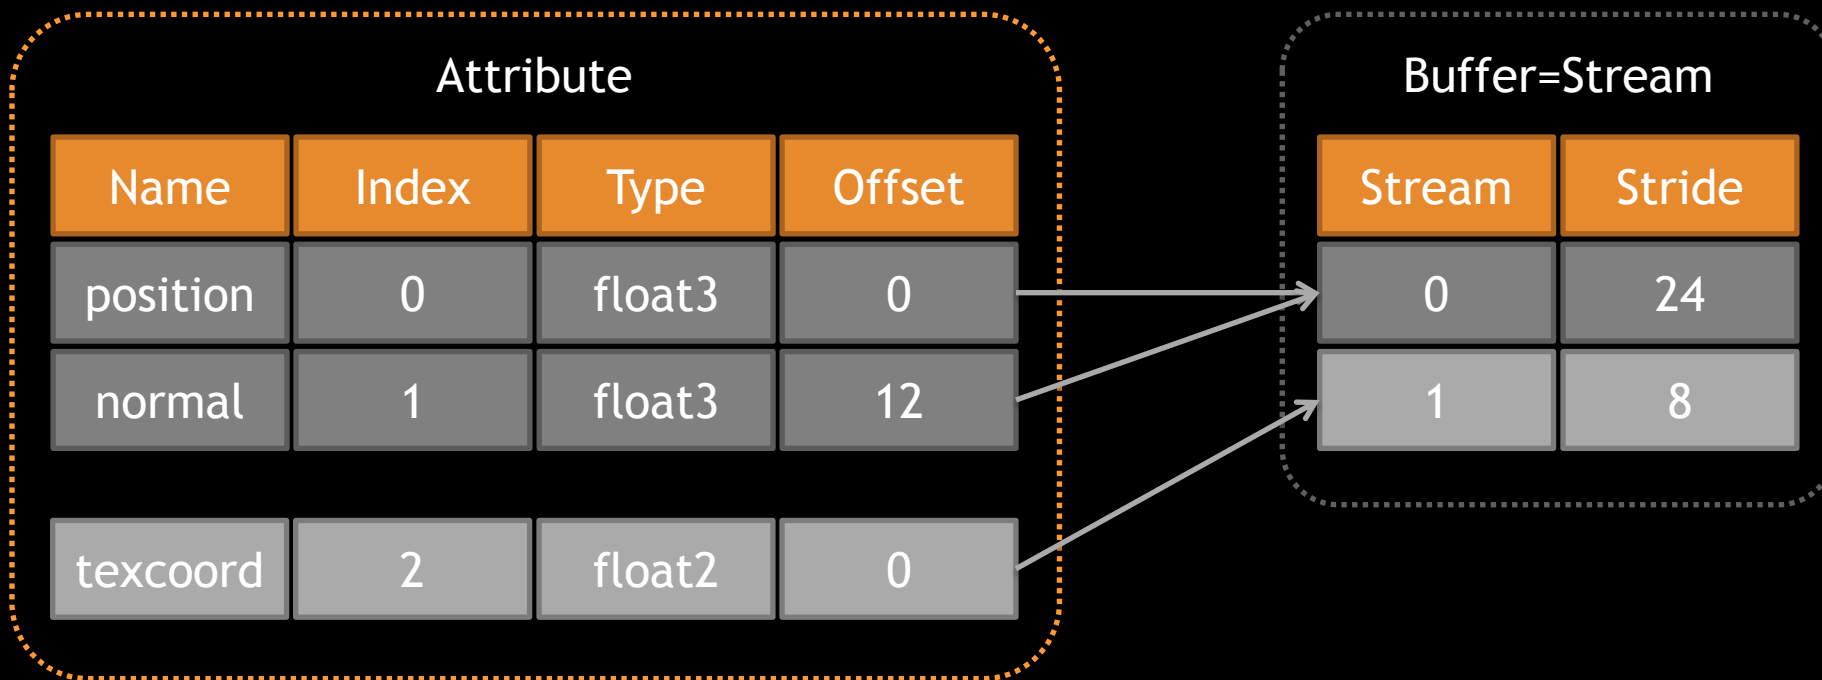 Attribute
Name Index Type Offset
position 0 float3 0
normal 1 float3 12
texcoord 2 float2 0
Buffer=Stream
Stream Stride
0 24
1 8